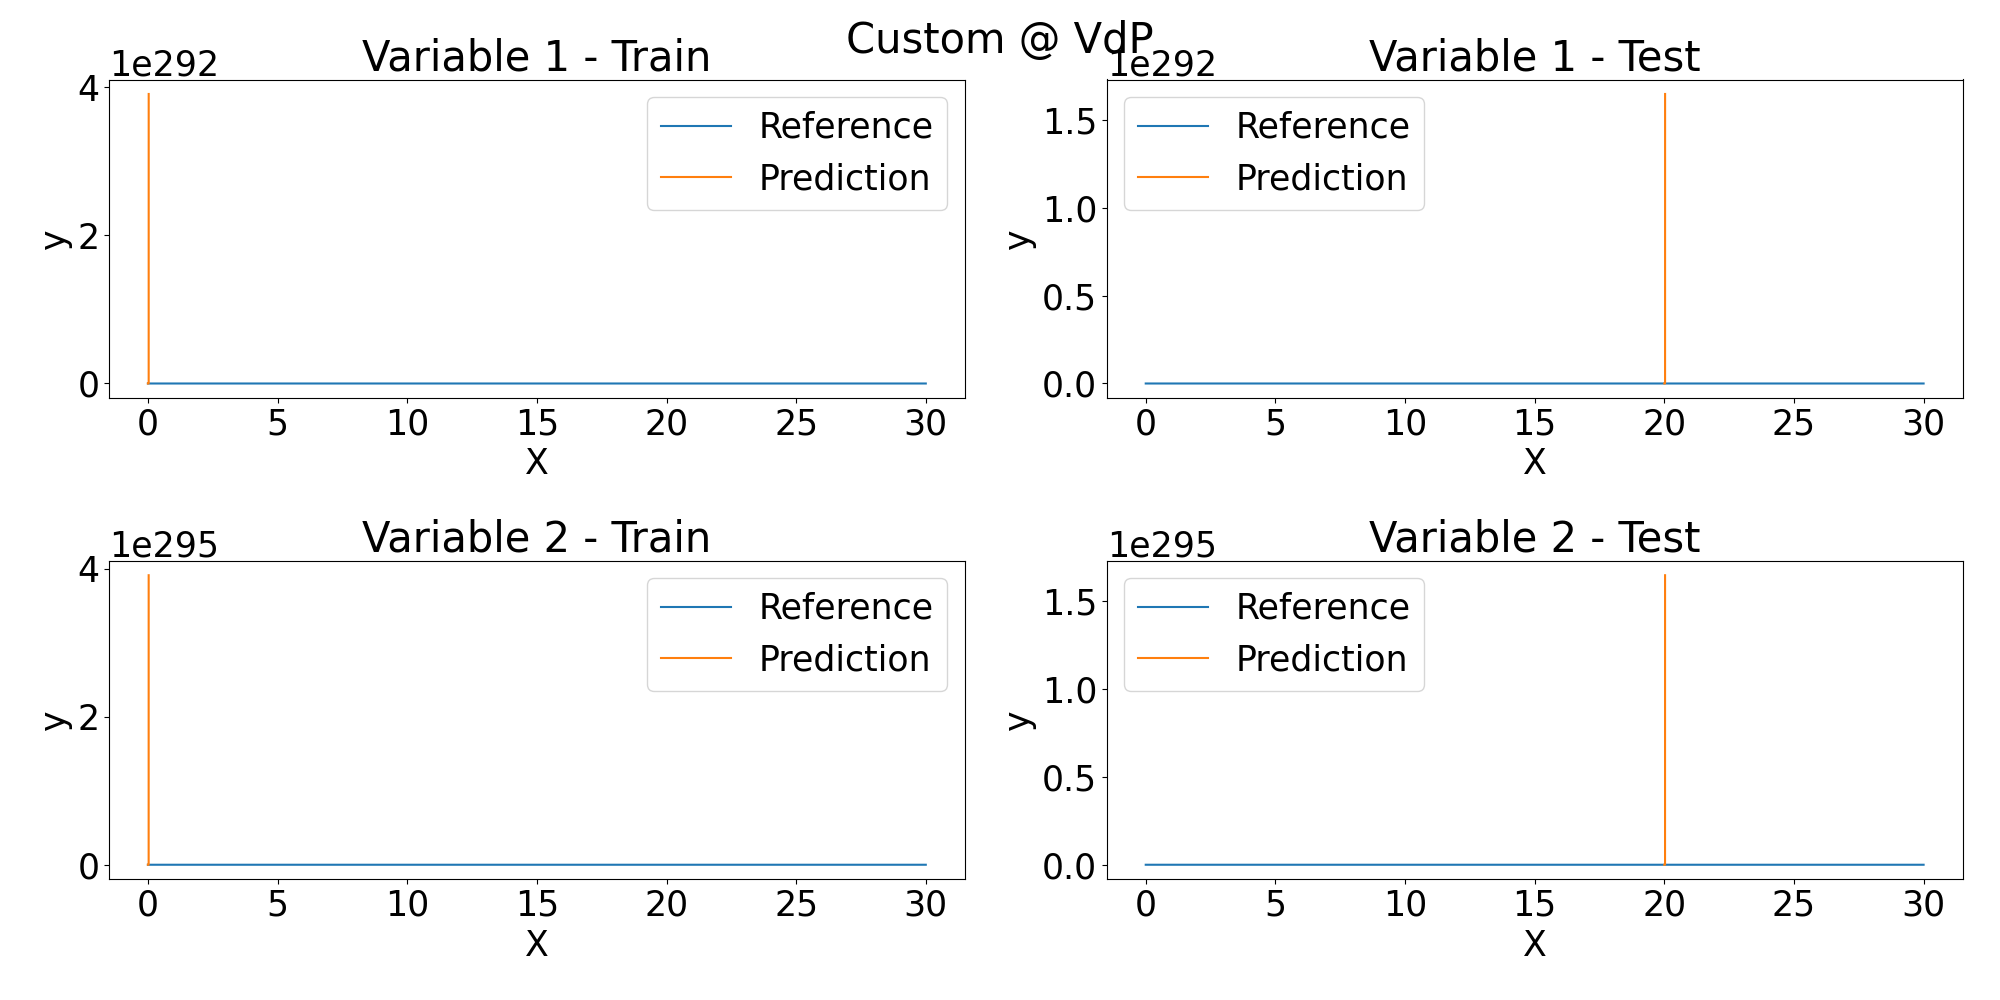 Custom @ VdP
Variable 1 - Train
1e292
4
2
0
y
0 5 10 15 20 25 30
X
Reference
Prediction
Variable 1 - Test
1e292
1.5
1.0
0.5
0.0
y
0 5 10 15 20 25 30
X
Reference
Prediction
Variable 2 - Train
1e295
4
2
0
y
0 5 10 15 20 25 30
X
Reference
Prediction
Variable 2 - Test
1e295
1.5
1.0
0.5
0.0
y
0 5 10 15 20 25 30
X
Reference
Prediction